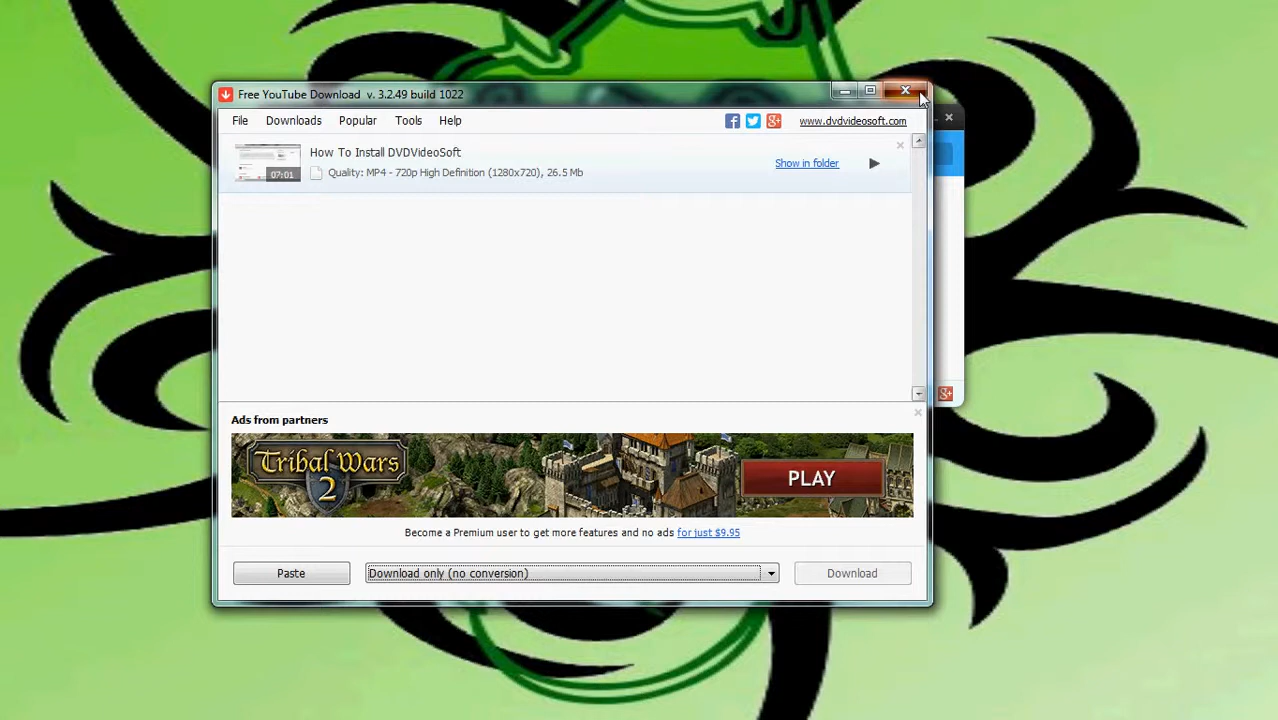 Free YouTube Download v. 3.2.49 build 1022
File Downloads Popular Tools Help www.dvdvideosoft.com
How To Install DVDVideoSoft
Quality: MP4 - 720p High Definition (1280x720), 26.5 Mb
07:01
Show in folder
Ads from partners
Tribal Wars
2
PLAY
Become a Premium user to get more features and no ads for just $9.95
Paste Download only (no conversion) Download